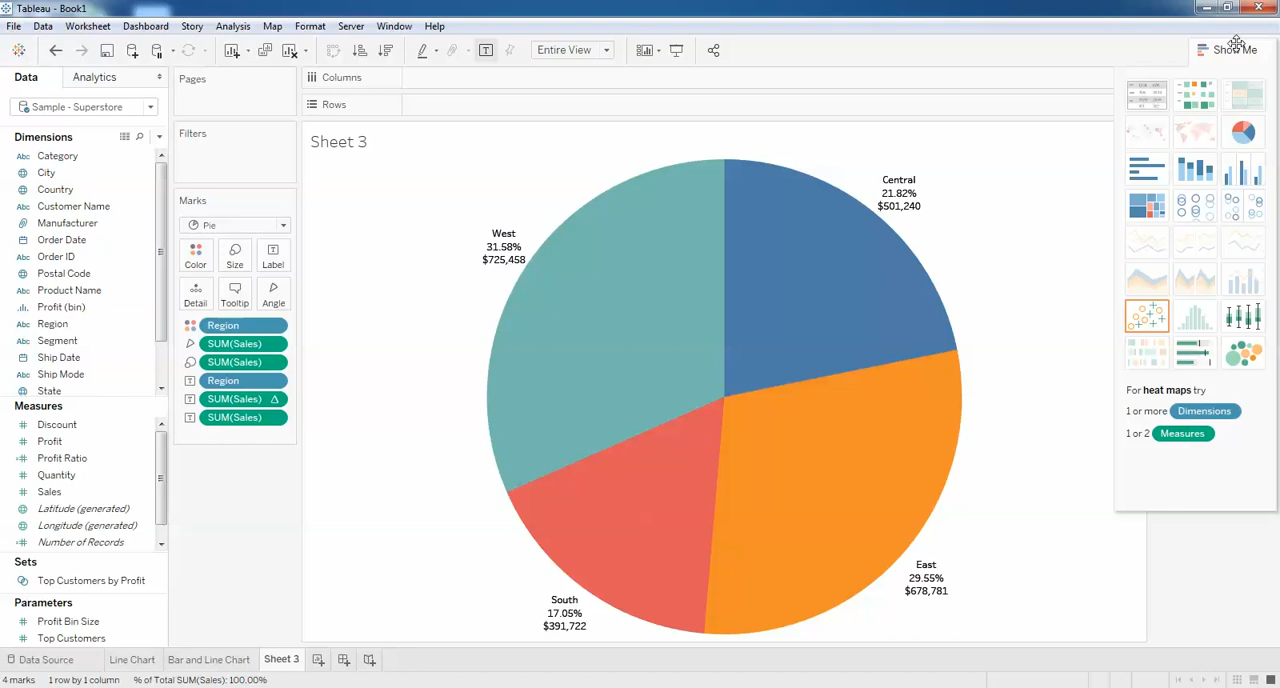 Tableau - Book1
File Data Worksheet Dashboard Story Analysis Map Format Server Window Help
Entire View
Show Me
Data Analytics
Sample - Superstore
Dimensions
Abc Category
City
Country
Abc Customer Name
Manufacturer
Order Date
Abc Order ID
Postal Code
Abc Product Name
Profit (bin)
Abc Region
Abc Segment
Ship Date
Abc Ship Mode
State
Measures
Discount
Profit
Profit Ratio
Quantity
Sales
Latitude (generated)
Longitude (generated)
Number of Records
Sets
Top Customers by Profit
Parameters
Profit Bin Size
Top Customers
Pages
Filters
Marks
Pie
Color Size Label
Detail Tooltip Angle
Region
SUM(Sales)
SUM(Sales)
Region
SUM(Sales)
SUM(Sales)
Columns
Rows
Sheet 3
Central
21.82%
$501,240
West
31.58%
$725,458
East
29.55%
$678,781
South
17.05%
$391,722
For heat maps try
1 or more Dimensions
1 or 2 Measures
Data Source Line Chart Bar and Line Chart Sheet 3
4 marks 1 row by 1 column % of Total SUM(Sales): 100.00%